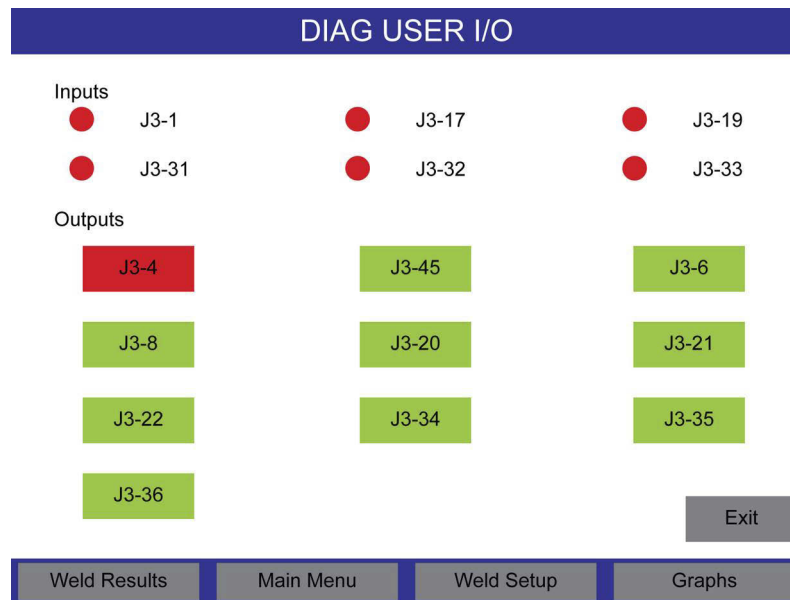 DIAG USER I/O
Inputs
J3-1 J3-17 J3-19
J3-31 J3-32 J3-33
Outputs
J3-4 J3-45 J3-6
J3-8 J3-20 J3-21
J3-22 J3-34 J3-35
J3-36
Exit
Weld Results Main Menu Weld Setup Graphs